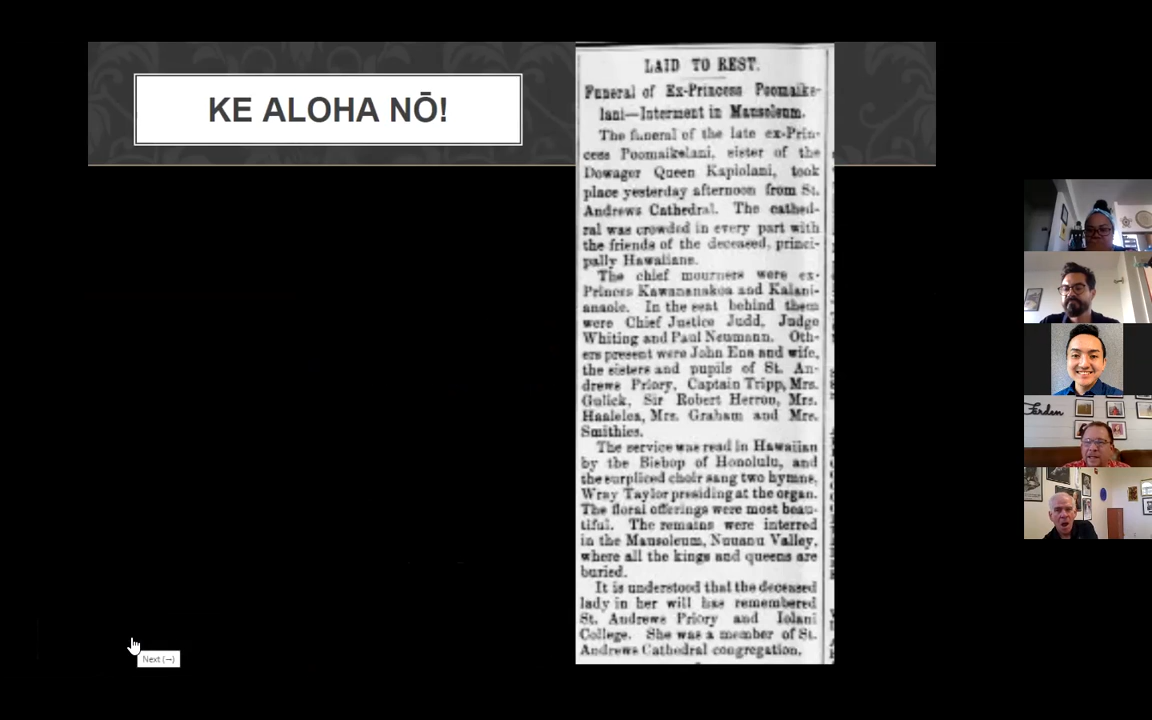 KE ALOHA NŌ!
LAID TO REST.
Funeral of Ex-Princess Poomaike-
lani—Interment in Mausoleum.
The funeral of the late ex-Prin-
cess Poomaikelani, sister of the
Dowager Queen Kapiolani, took
place yesterday afternoon from St.
Andrews Cathedral. The cathed-
ral was crowded in every part with
the friends of the deceased, princi-
pally Hawaiians.
The chief mourners were ex-
Princes Kawananakoa and Kalani-
anaole. In the seat behind them
were Chief Justice Judd, Judge
Whiting and Paul Neumann. Oth-
ers present were John Ena and wife,
the sisters and pupils of St. An-
drews Priory, Captain Tripp, Mrs.
Gulick, Sir Robert Herron, Mrs.
Haalelea, Mrs. Graham and Mrs.
Smithies.
The service was read in Hawaiian
by the Bishop of Honolulu, and
the surpliced choir sang two hymns,
Wray Taylor presiding at the organ.
The floral offerings were most beau-
tiful. The remains were interred
in the Mausoleum, Nuuanu Valley,
where all the kings and queens are
buried.
It is understood that the deceased
lady in her will has remembered
St. Andrews Priory and Iolani
College. She was a member of St.
Andrews Cathedral congregation.
Next (→)